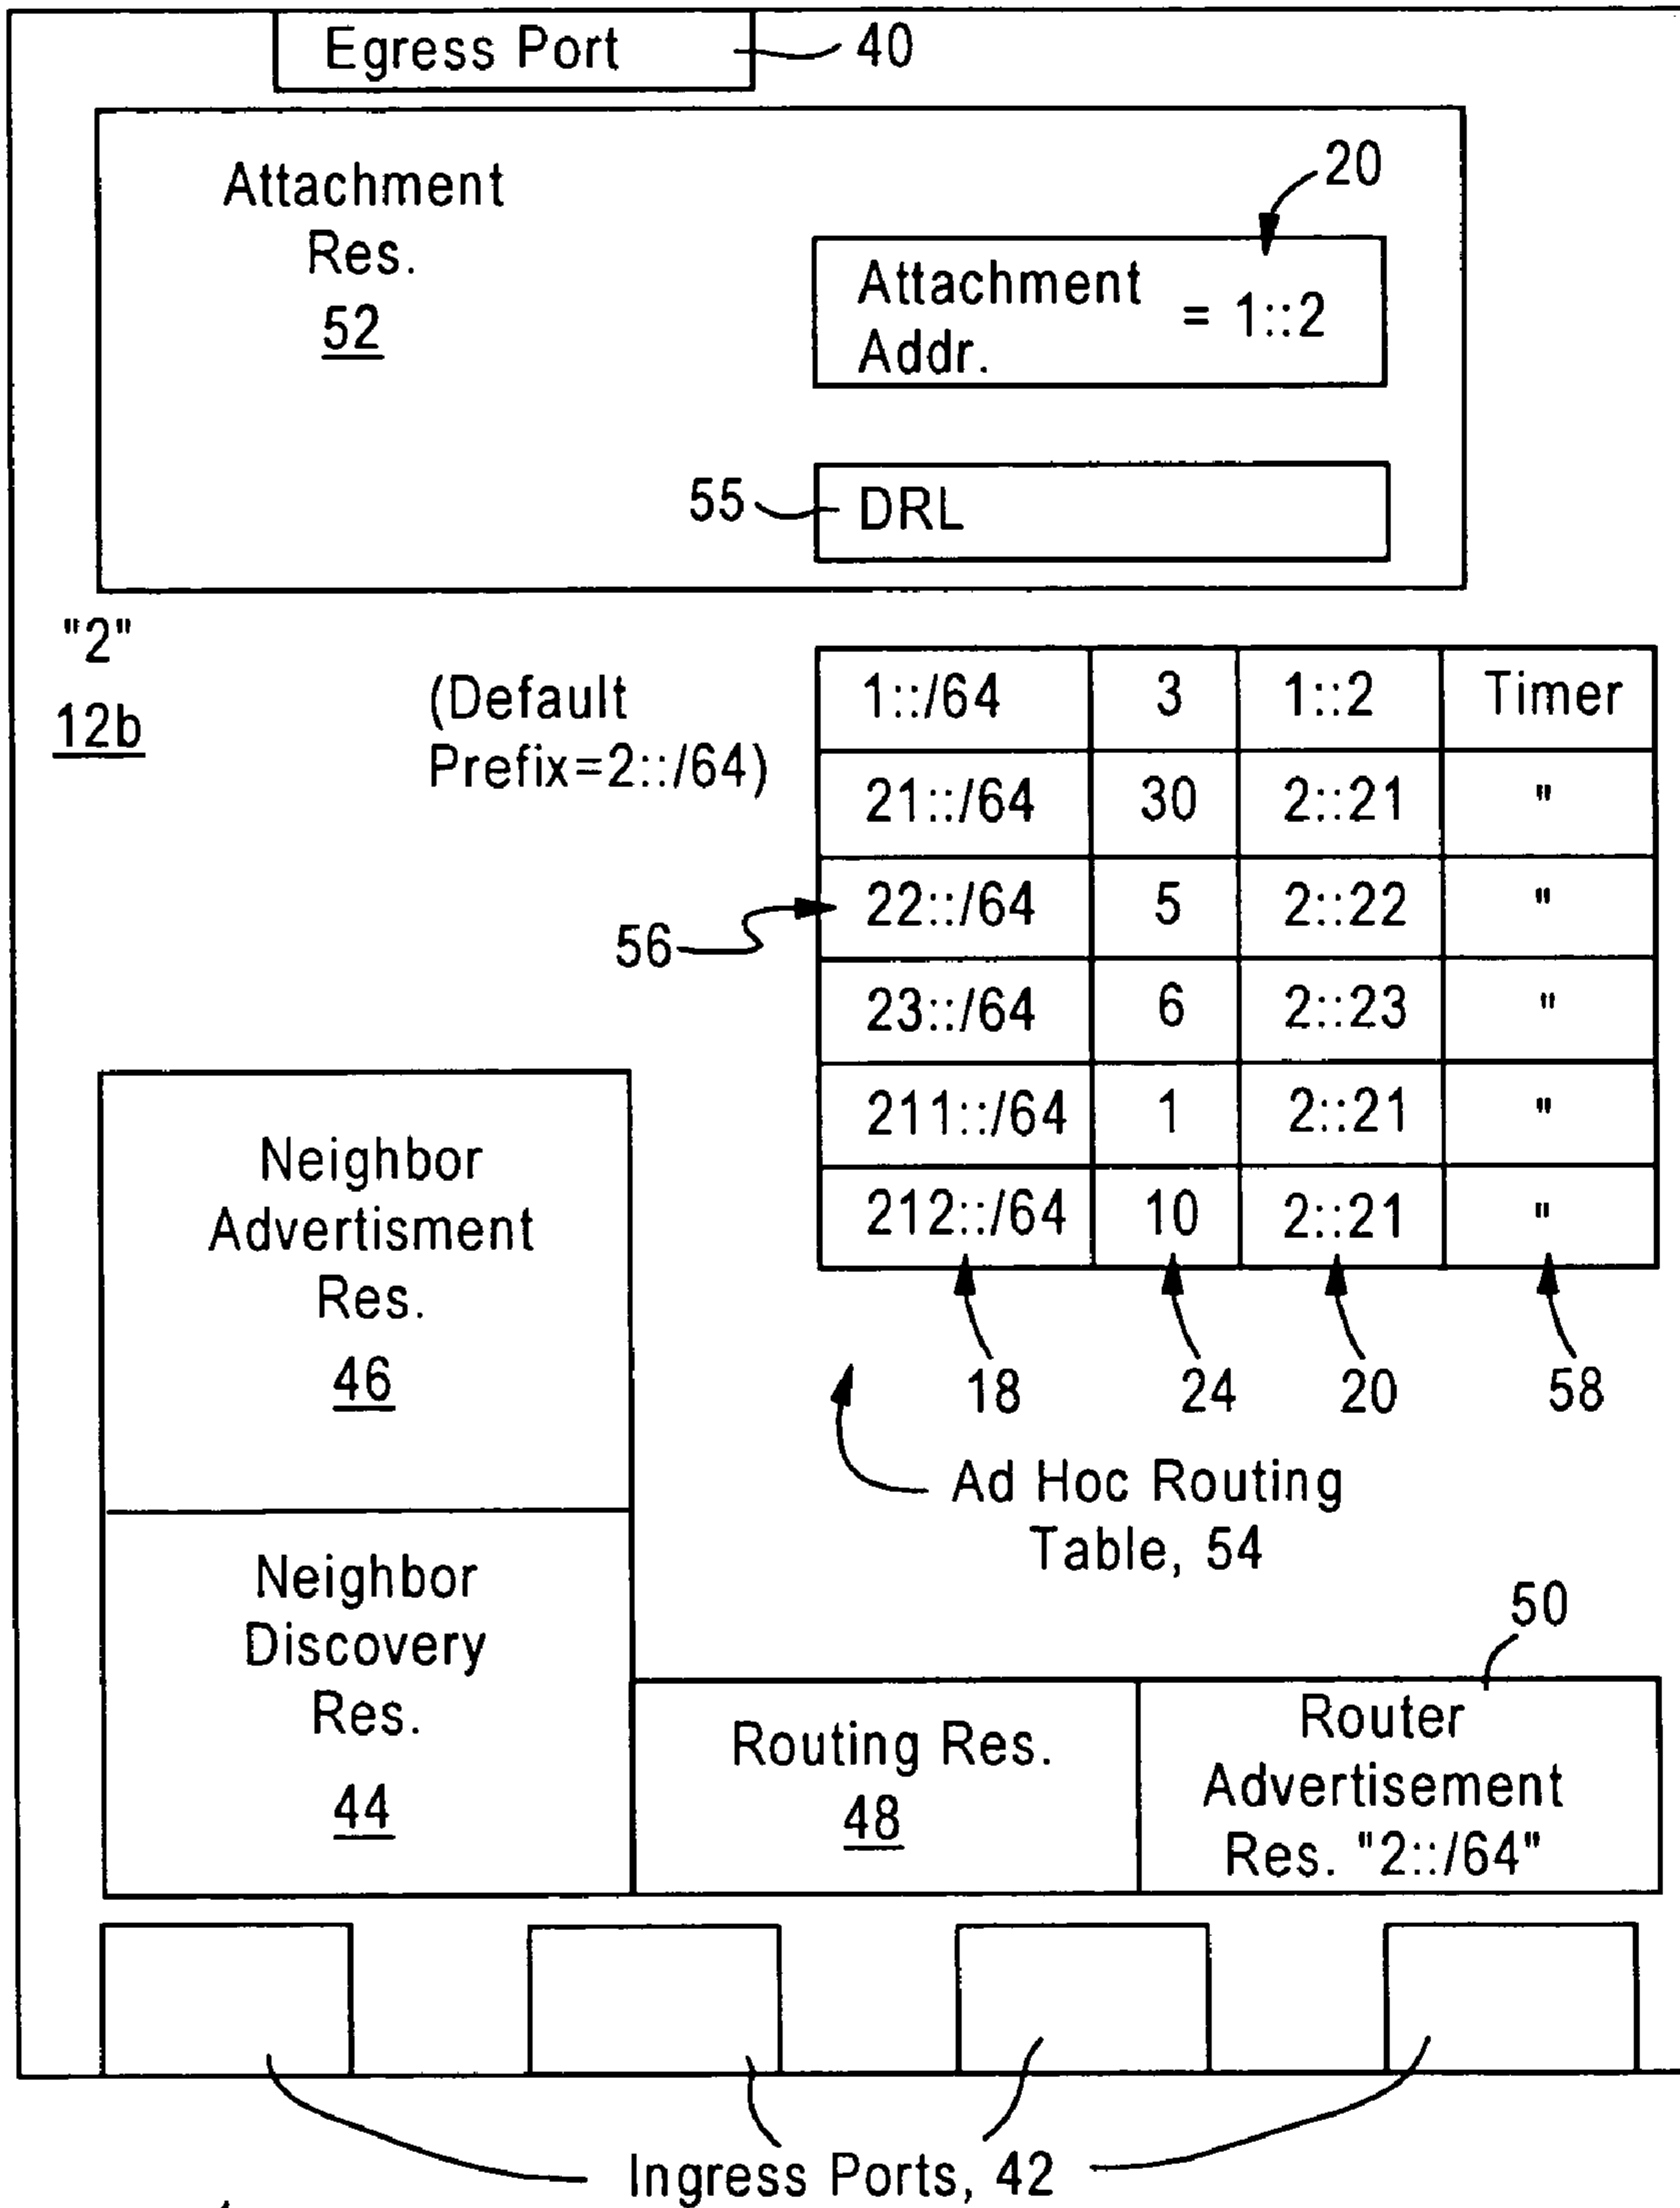 Egress Port 40
Attachment
Res.
52
20
Attachment
Addr. = 1::2
55 DRL
"2"
12b
(Default
Prefix=2::/64)
1::/64 3 1::2 Timer
21::/64 30 2::21 "
22::/64 5 2::22 "
56
23::/64 6 2::23 "
211::/64 1 2::21 "
212::/64 10 2::21 "
18 24 20 58
Ad Hoc Routing
Table, 54
Neighbor
Advertisment
Res.
46
Neighbor
Discovery
Res.
44
Routing Res.
48
50
Router
Advertisement
Res. "2::/64"
Ingress Ports, 42